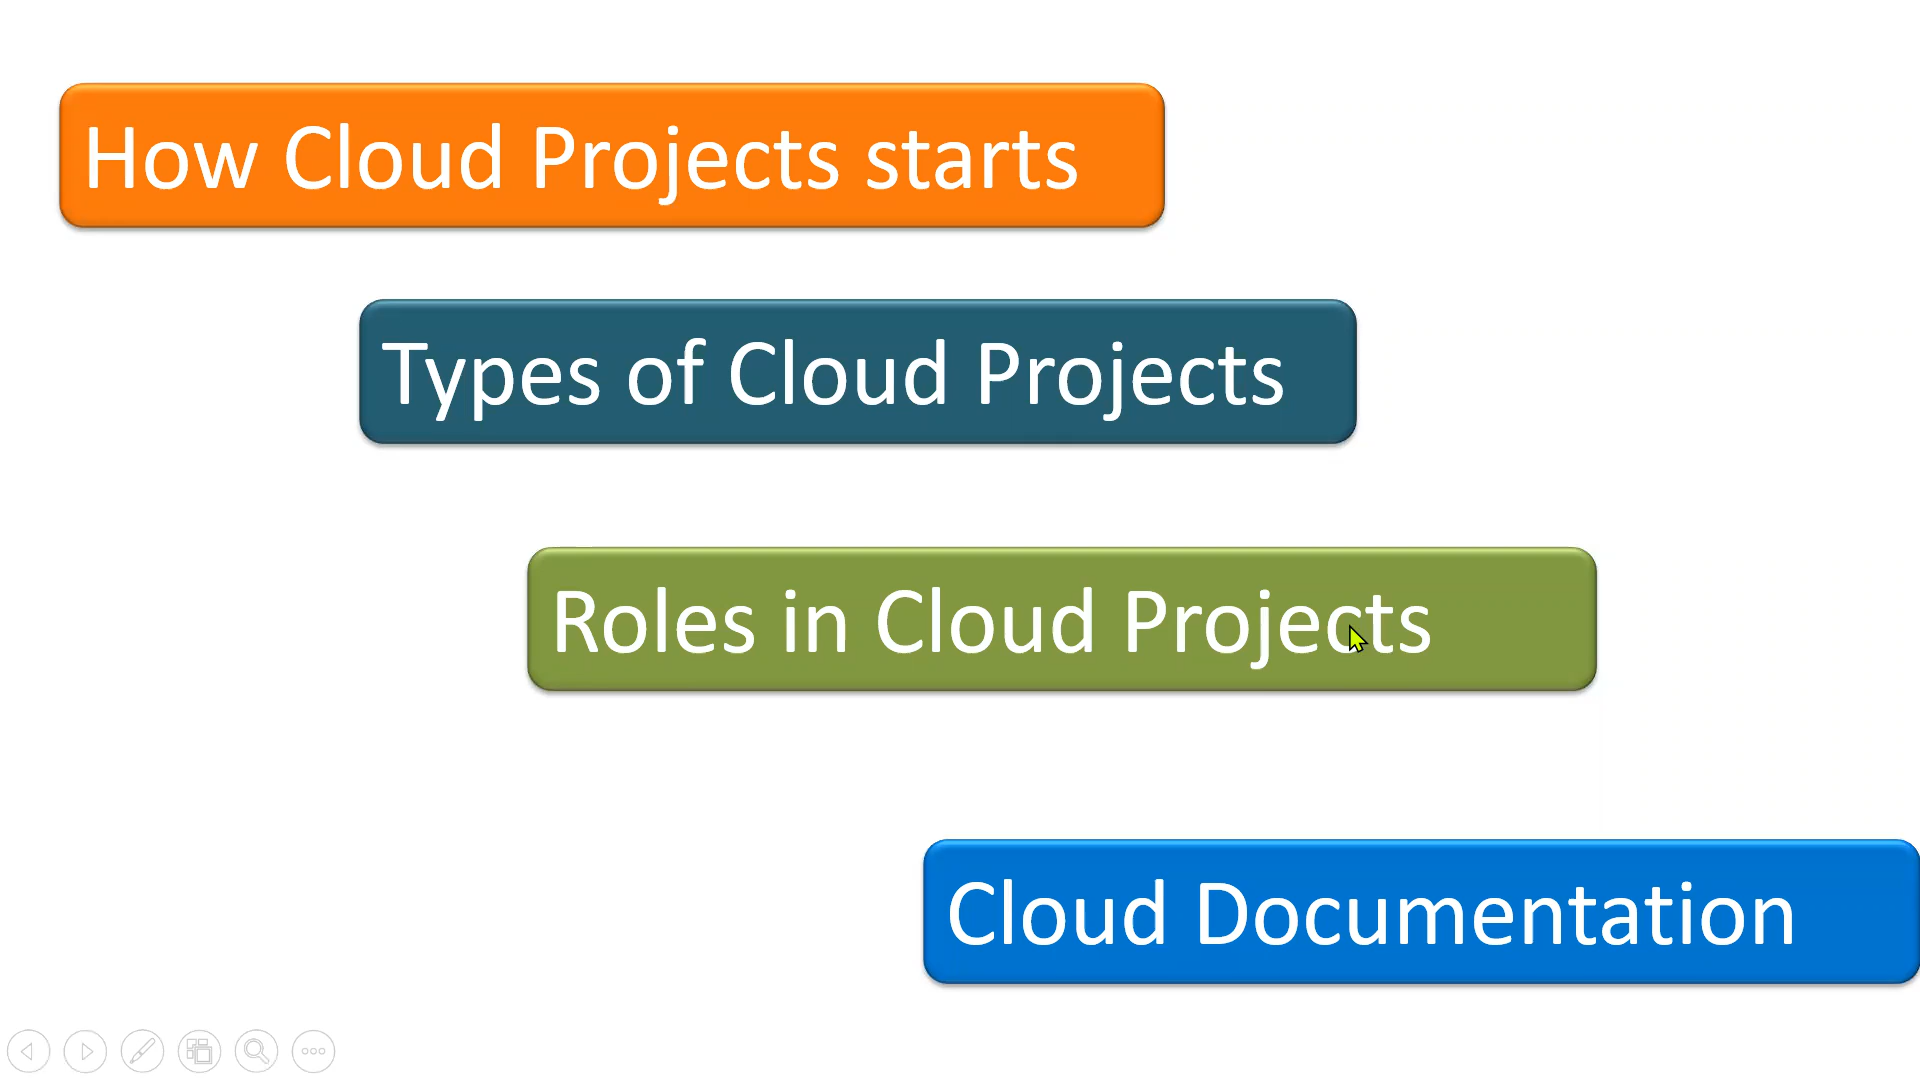 How Cloud Projects starts
Types of Cloud Projects
Roles in Cloud Projects
Cloud Documentation